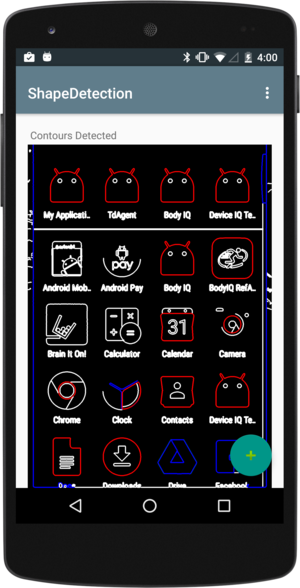 4:00
ShapeDetection
Contours Detected
My Applicati.. TdAgent Body IQ Device IQ Te..
Android
pay
Android Mob.. Android Pay Body IQ BodyIQ RefA..
31
Brain It On! Calculator Calendar Camera
Chrome Clock Contacts Device IQ Te..
Downloads Drive Facebook